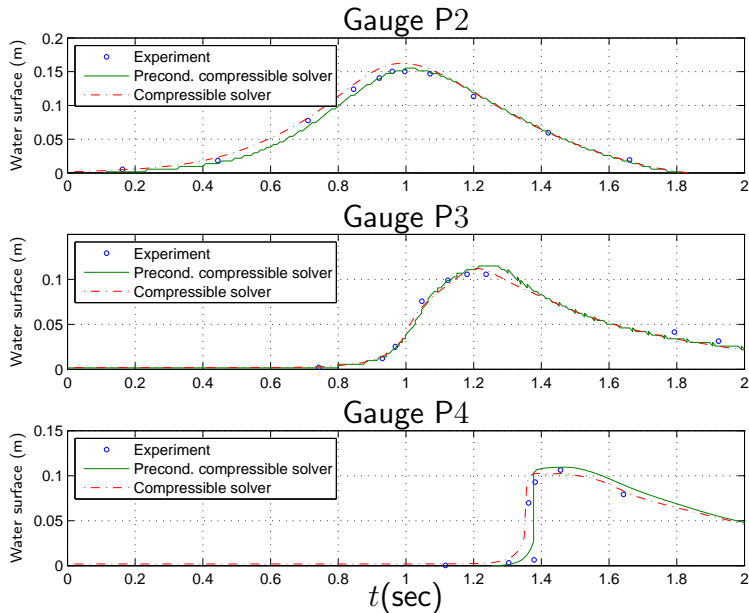 Gauge P2
0.2
0.15
0.1
0.05
0
Water surface (m)
Experiment
Precond. compressible solver
Compressible solver
0 0.2 0.4 0.6 0.8 1 1.2 1.4 1.6 1.8 2
Gauge P3
0.1
0.05
0
Water surface (m)
Experiment
Precond. compressible solver
Compressible solver
0 0.2 0.4 0.6 0.8 1 1.2 1.4 1.6 1.8 2
Gauge P4
0.15
0.1
0.05
0
Water surface (m)
Experiment
Precond. compressible solver
Compressible solver
0 0.2 0.4 0.6 0.8 1 1.2 1.4 1.6 1.8 2
t(sec)